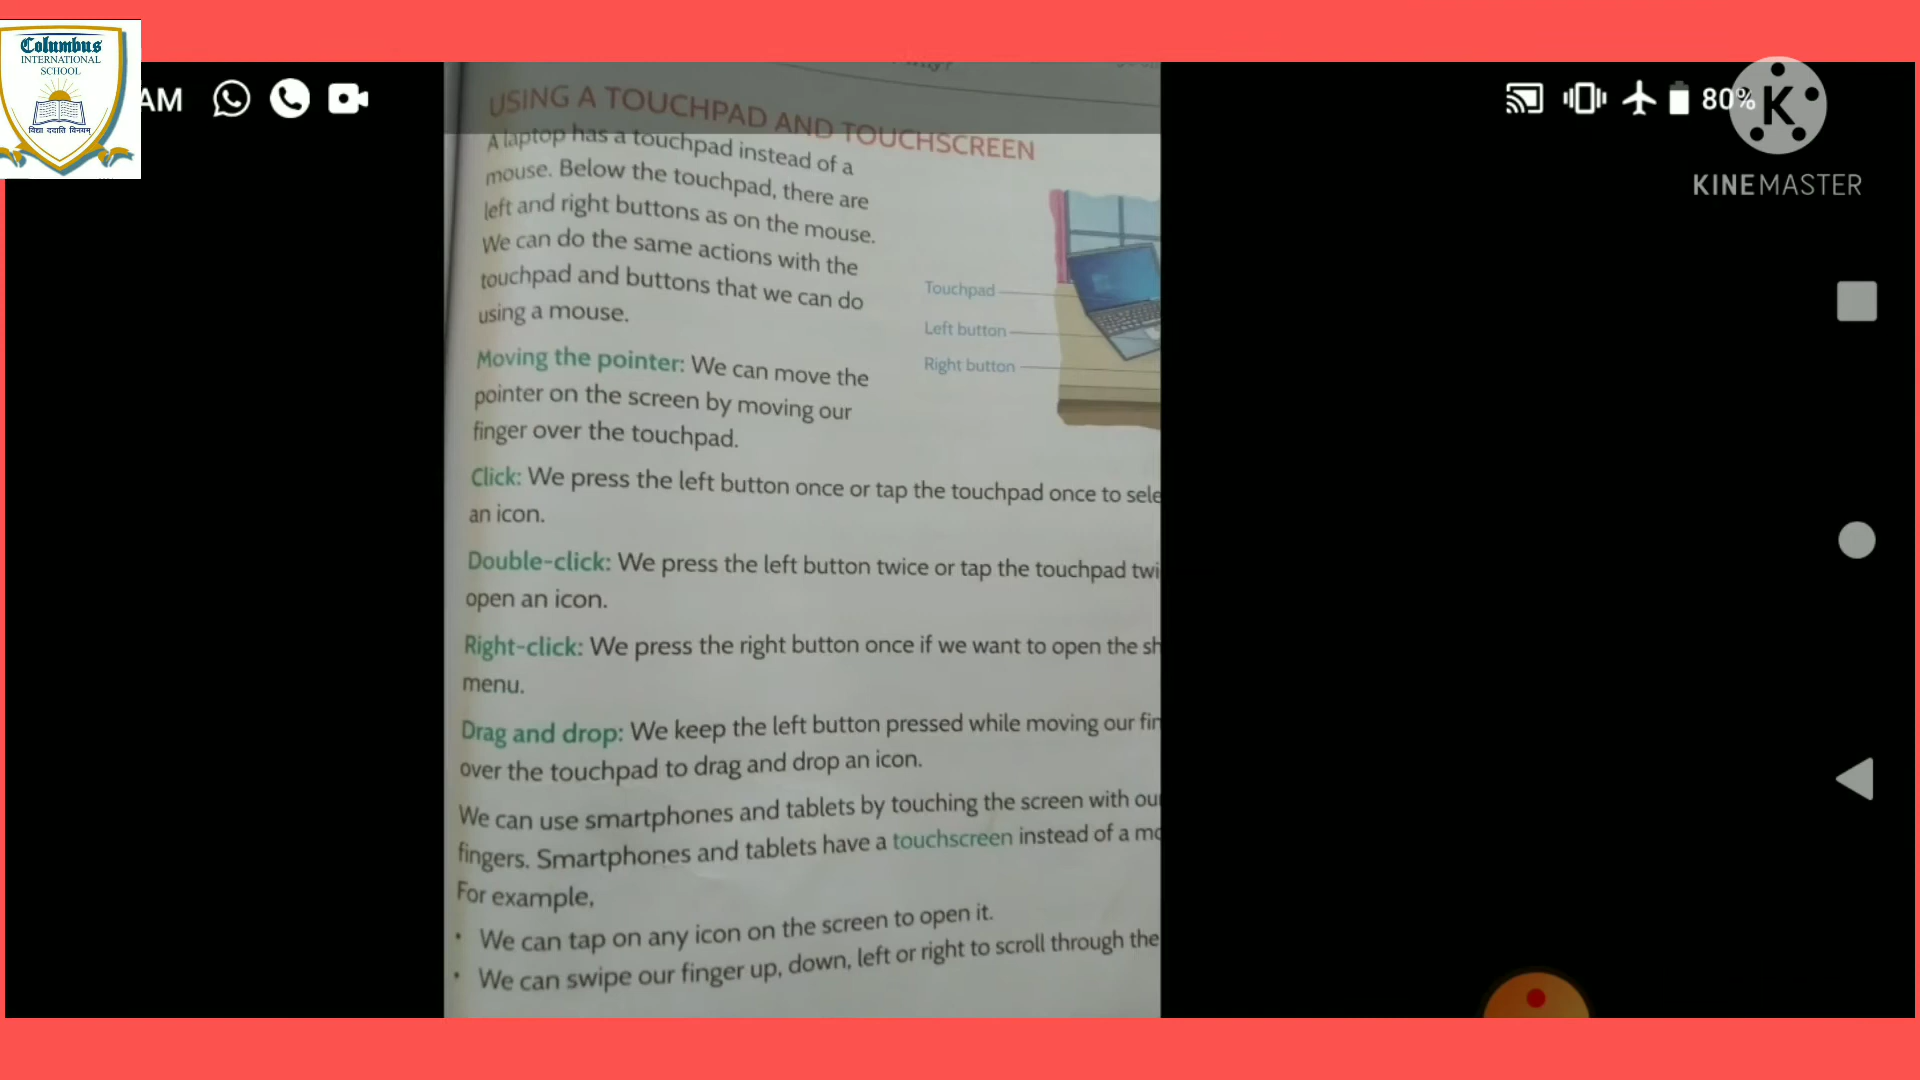 Columbus
INTERNATIONAL
SCHOOL
विद्या ददाति विनयम्
AM
80%
K
KINEMASTER
USING A TOUCHPAD AND TOUCHSCREEN
A laptop has a touchpad instead of a
mouse. Below the touchpad, there are
left and right buttons as on the mouse.
We can do the same actions with the
touchpad and buttons that we can do
using a mouse.
Touchpad
Left button
Right button
Moving the pointer: We can move the
pointer on the screen by moving our
finger over the touchpad.
Click: We press the left button once or tap the touchpad once to sele
an icon.
Double-click: We press the left button twice or tap the touchpad twi
open an icon.
Right-click: We press the right button once if we want to open the sh
menu.
Drag and drop: We keep the left button pressed while moving our fin
over the touchpad to drag and drop an icon.
We can use smartphones and tablets by touching the screen with our
fingers. Smartphones and tablets have a touchscreen instead of a mo
For example,
• We can tap on any icon on the screen to open it.
• We can swipe our finger up, down, left or right to scroll through the